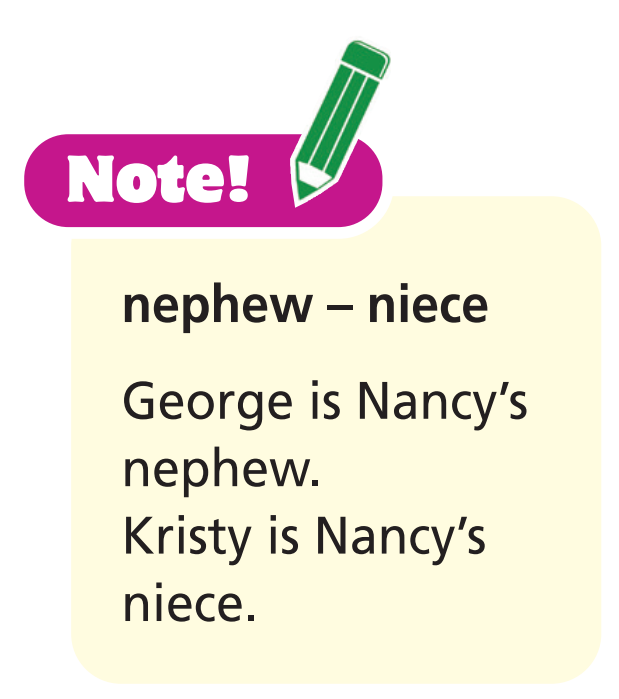 Note!
nephew – niece
George is Nancy’s
nephew.
Kristy is Nancy’s
niece.